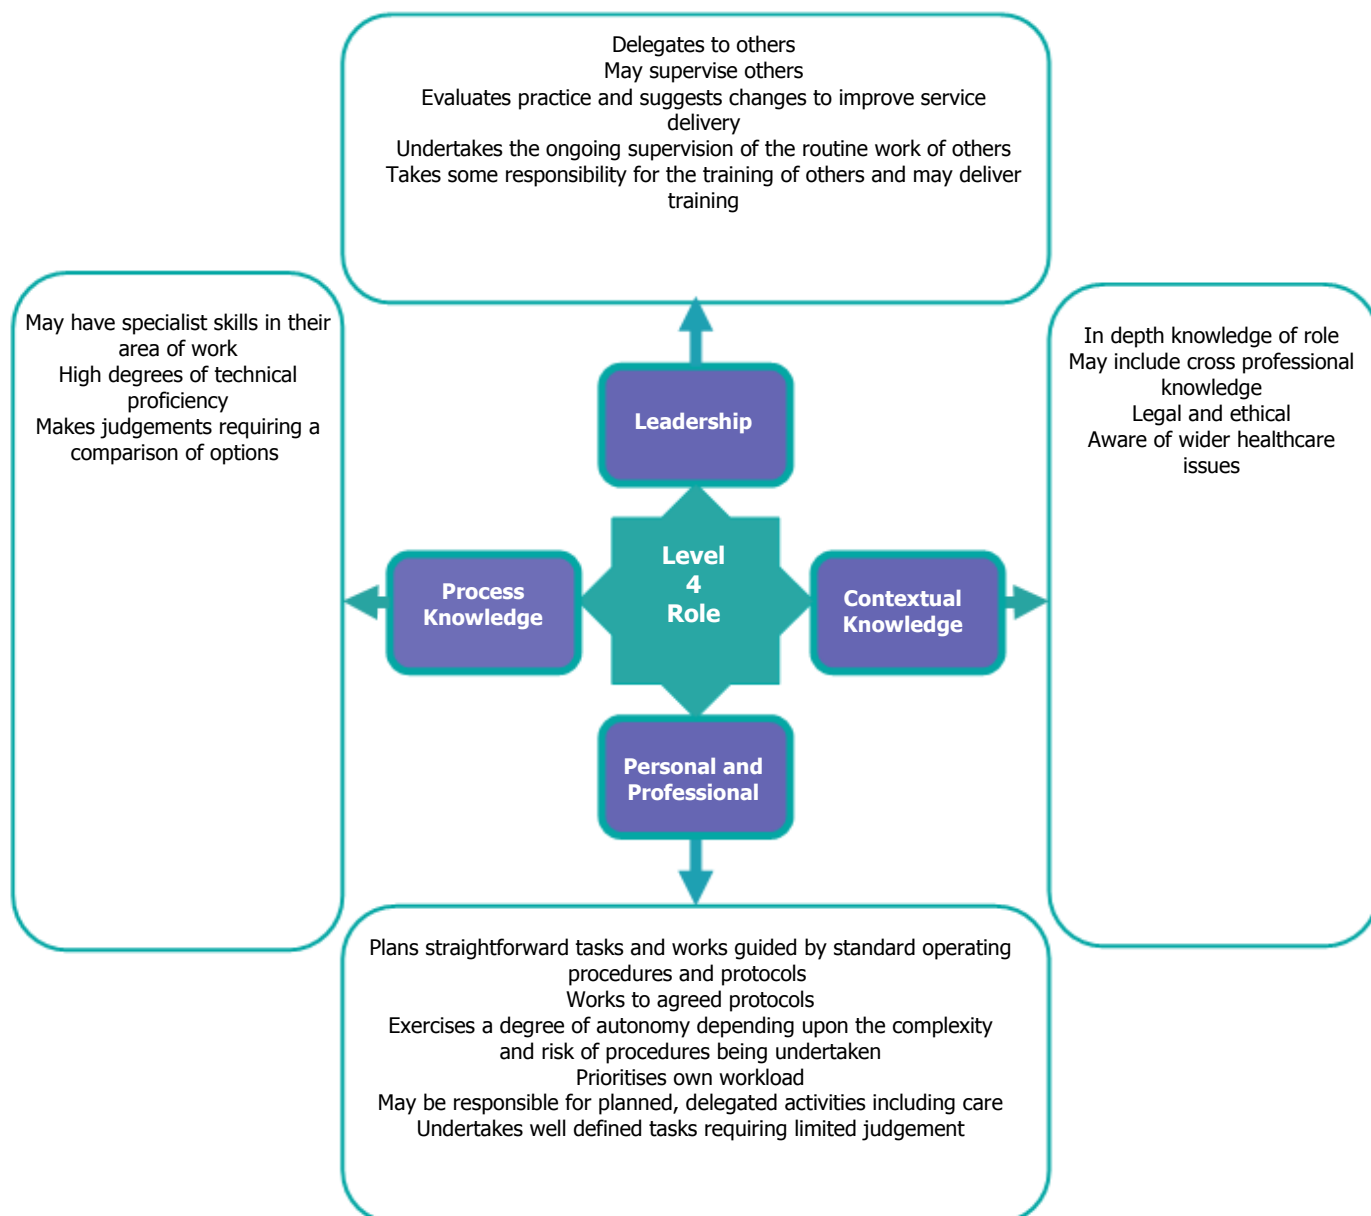 Delegates to others
May supervise others
Evaluates practice and suggests changes to improve service
delivery
Undertakes the ongoing supervision of the routine work of others
Takes some responsibility for the training of others and may deliver
training
May have specialist skills in their
area of work
High degrees of technical
proficiency
Makes judgements requiring a
comparison of options
In depth knowledge of role
May include cross professional
knowledge
Legal and ethical
Aware of wider healthcare
issues
Leadership
Level
4
Role
Process
Knowledge
Contextual
Knowledge
Personal and
Professional
Plans straightforward tasks and works guided by standard operating
procedures and protocols
Works to agreed protocols
Exercises a degree of autonomy depending upon the complexity
and risk of procedures being undertaken
Prioritises own workload
May be responsible for planned, delegated activities including care
Undertakes well defined tasks requiring limited judgement